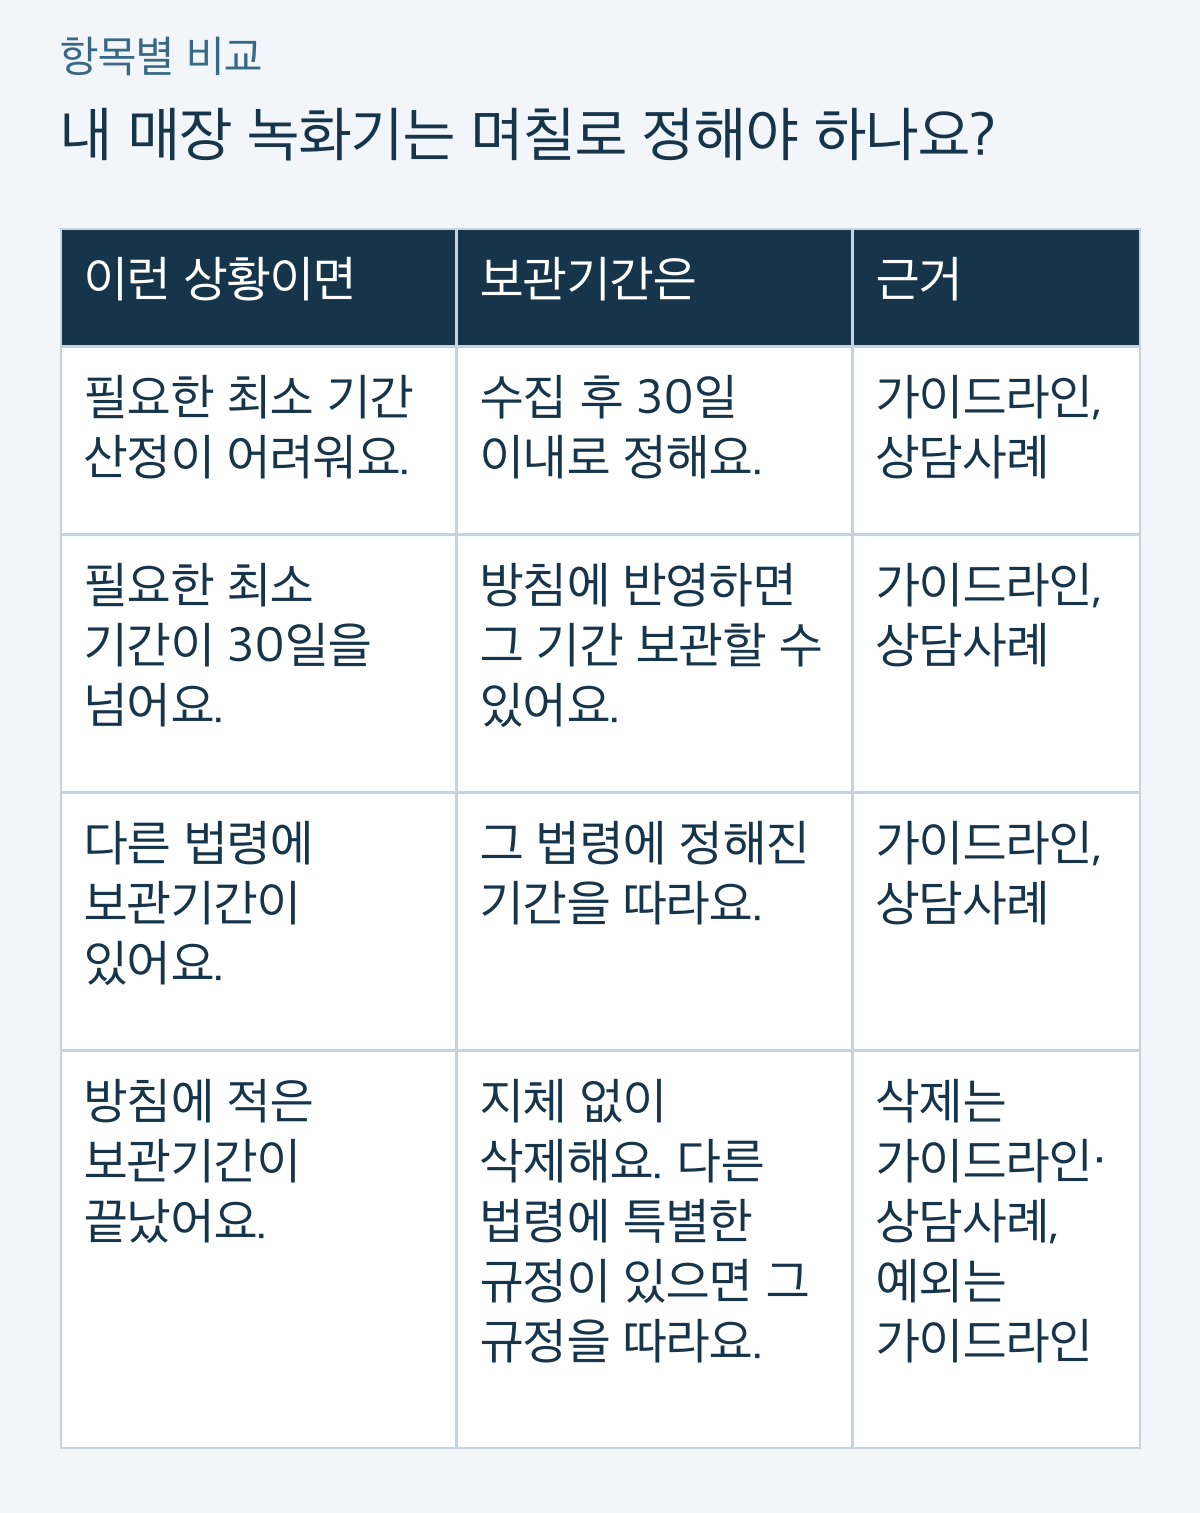 항목별 비교
내 매장 녹화기는 며칠로 정해야 하나요?
이런 상황이면
보관기간은
근거
필요한 최소 기간
산정이 어려워요.
수집 후 30일
이내로 정해요.
가이드라인,
상담사례
필요한 최소
기간이 30일을
넘어요.
방침에 반영하면
그 기간 보관할 수
있어요.
가이드라인,
상담사례
다른 법령에
보관기간이
있어요.
그 법령에 정해진
기간을 따라요.
가이드라인,
상담사례
방침에 적은
보관기간이
끝났어요.
지체 없이
삭제해요. 다른
법령에 특별한
규정이 있으면 그
규정을 따라요.
삭제는
가이드라인·
상담사례,
예외는
가이드라인